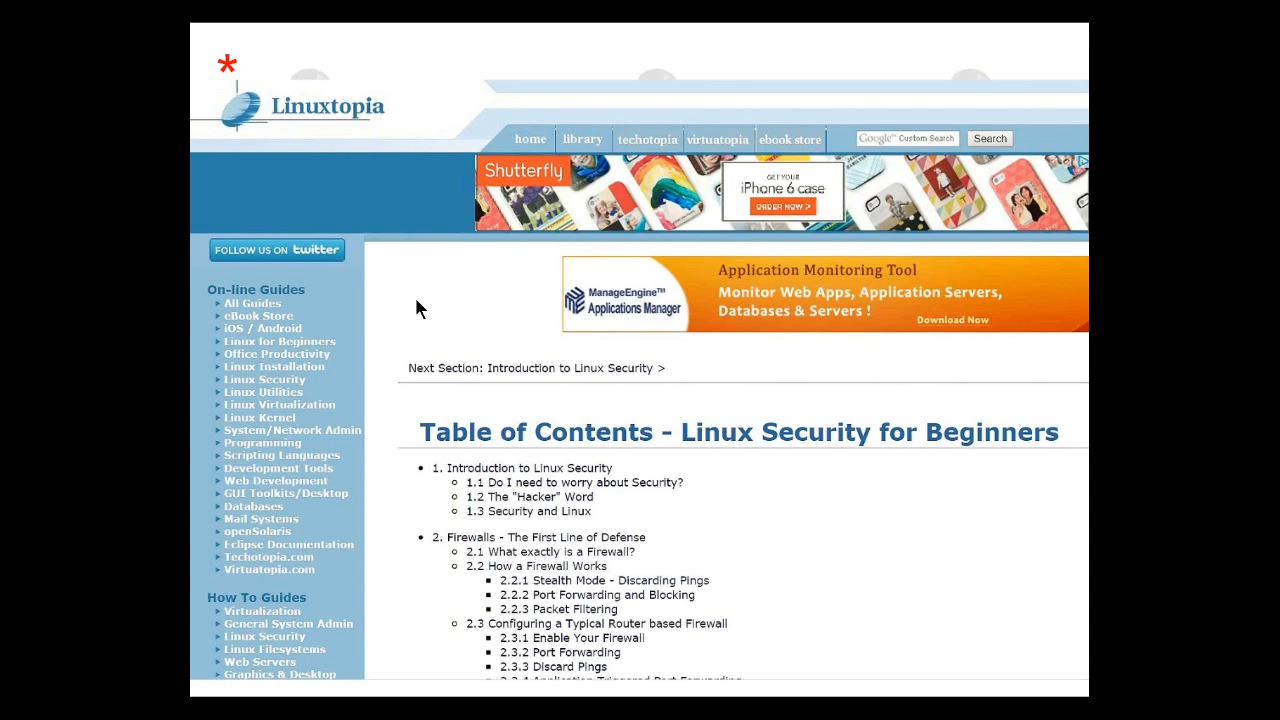 *
Linuxtopia
home library techotopia virtuatopia ebook store Google™ Custom Search Search
Shutterfly
GET YOUR
iPhone 6 case
ORDER NOW >
FOLLOW US ON twitter
On-line Guides
All Guides
eBook Store
iOS / Android
Linux for Beginners
Office Productivity
Linux Installation
Linux Security
Linux Utilities
Linux Virtualization
Linux Kernel
System/Network Admin
Programming
Scripting Languages
Development Tools
Web Development
GUI Toolkits/Desktop
Databases
Mail Systems
openSolaris
Eclipse Documentation
Techotopia.com
Virtuatopia.com
How To Guides
Virtualization
General System Admin
Linux Security
Linux Filesystems
Web Servers
Graphics & Desktop
ManageEngine™
Applications Manager
Application Monitoring Tool
Monitor Web Apps, Application Servers,
Databases & Servers !
Download Now
Next Section: Introduction to Linux Security >
Table of Contents - Linux Security for Beginners
1. Introduction to Linux Security
1.1 Do I need to worry about Security?
1.2 The "Hacker" Word
1.3 Security and Linux
2. Firewalls - The First Line of Defense
2.1 What exactly is a Firewall?
2.2 How a Firewall Works
2.2.1 Stealth Mode - Discarding Pings
2.2.2 Port Forwarding and Blocking
2.2.3 Packet Filtering
2.3 Configuring a Typical Router based Firewall
2.3.1 Enable Your Firewall
2.3.2 Port Forwarding
2.3.3 Discard Pings
2.3.4 Application Triggered Port Forwarding